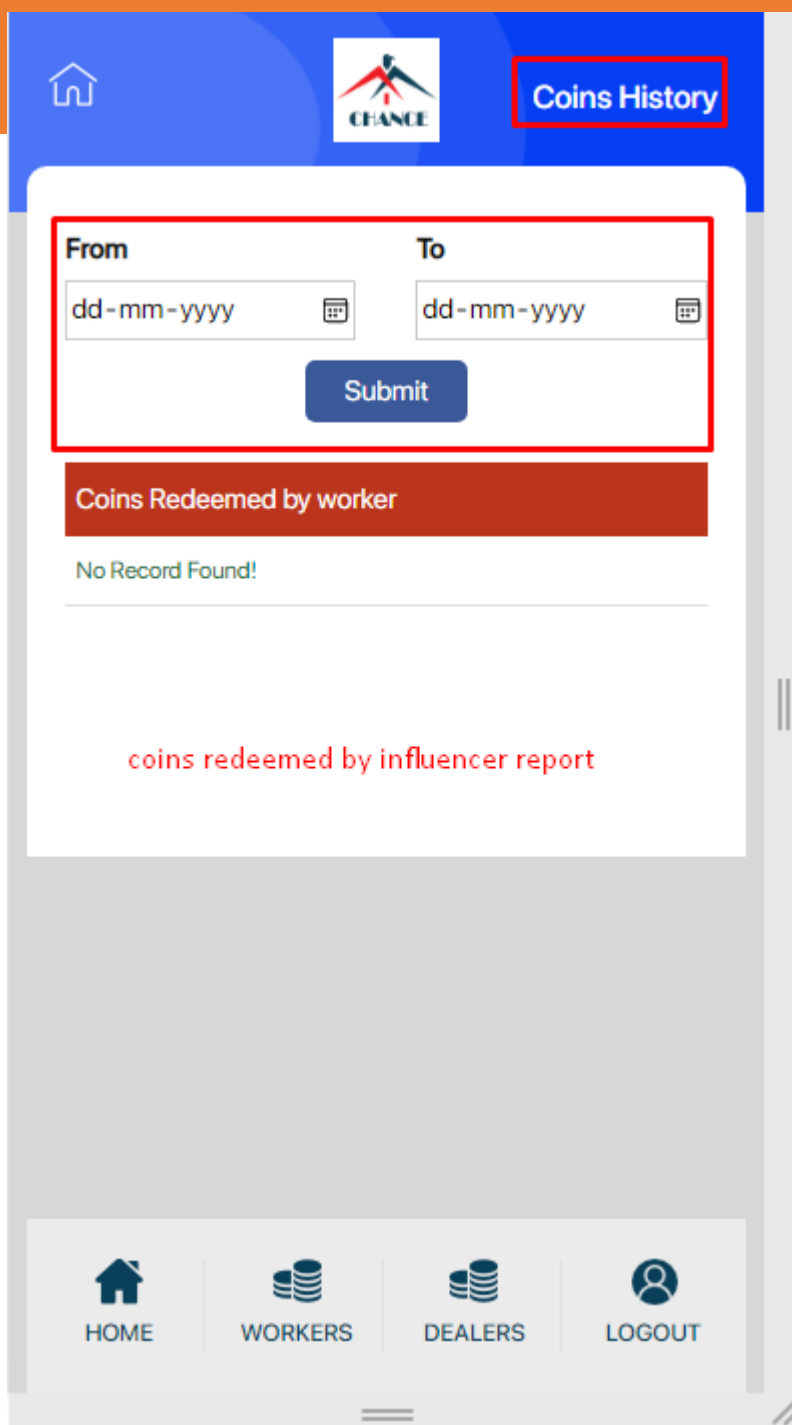 CHANCE
Coins History
From To
dd-mm-yyyy dd-mm-yyyy
Submit
Coins Redeemed by worker
No Record Found!
coins redeemed by influencer report
HOME WORKERS DEALERS LOGOUT